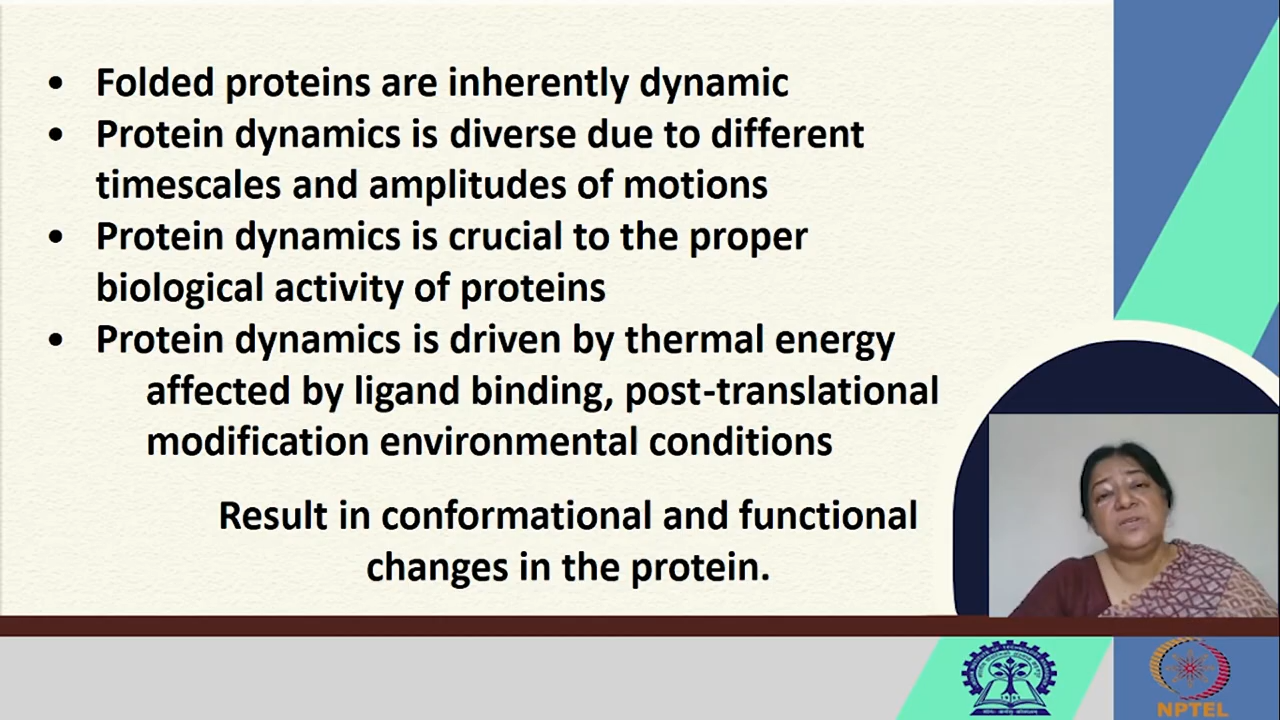 • Folded proteins are inherently dynamic
• Protein dynamics is diverse due to different
timescales and amplitudes of motions
• Protein dynamics is crucial to the proper
biological activity of proteins
• Protein dynamics is driven by thermal energy
affected by ligand binding, post-translational
modification environmental conditions
Result in conformational and functional
changes in the protein.
NPTEL